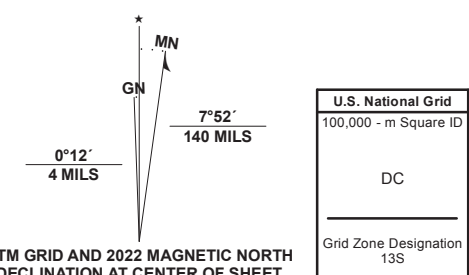 ★
MN
GN
7°52´
140 MILS
0°12´
4 MILS
TM GRID AND 2022 MAGNETIC NORTH
DECLINATION AT CENTER OF SHEET
U.S. National Grid
100,000 - m Square ID
DC
Grid Zone Designation
13S